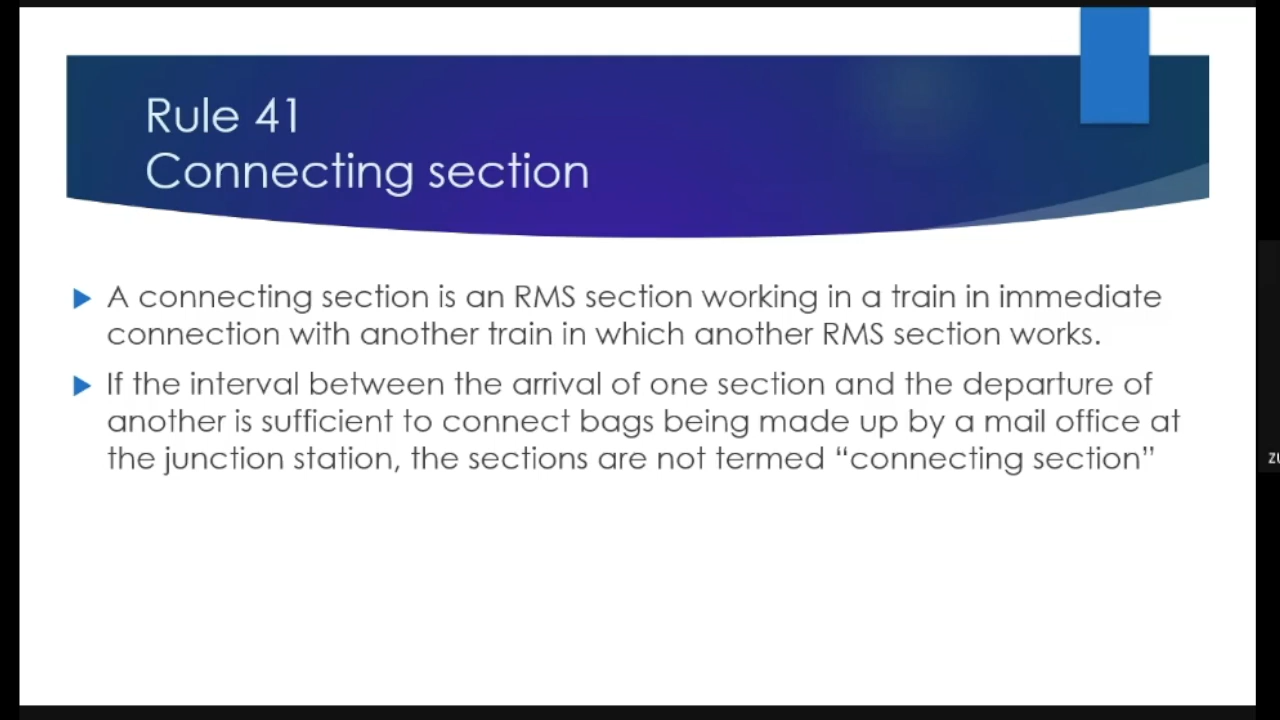 Rule 41
Connecting section
A connecting section is an RMS section working in a train in immediate
connection with another train in which another RMS section works.
If the interval between the arrival of one section and the departure of
another is sufficient to connect bags being made up by a mail office at
the junction station, the sections are not termed “connecting section”